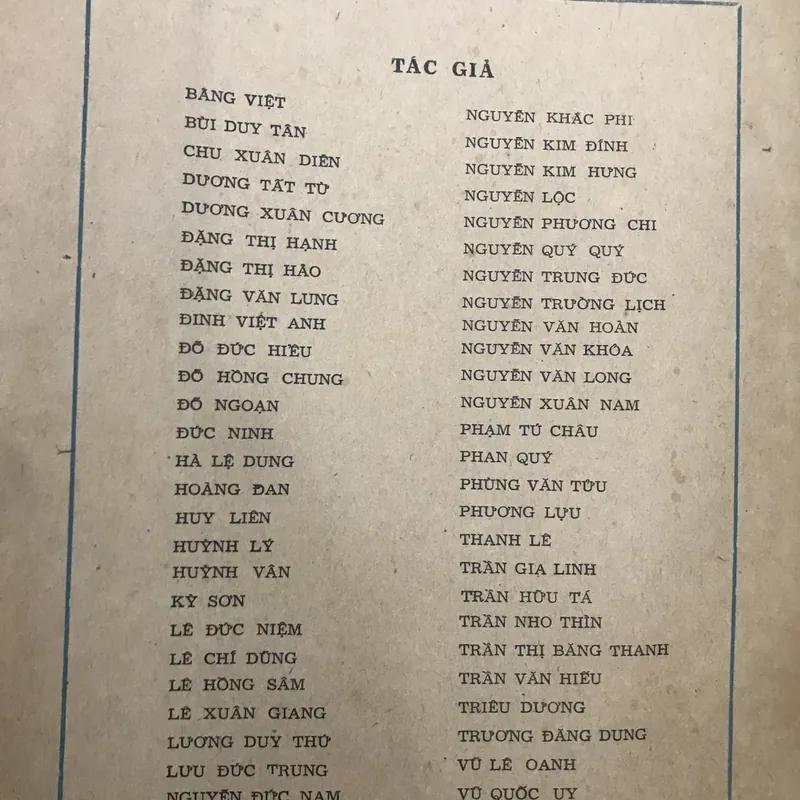 TÁC GIẢ
BẰNG VIỆT
BÙI DUY TÂN
CHU XUÂN DIÊN
DƯƠNG TẤT TỪ
DƯƠNG XUÂN CƯƠNG
ĐẶNG THỊ HẠNH
ĐẶNG THỊ HẢO
ĐẶNG VĂN LUNG
ĐINH VIỆT ANH
ĐỖ ĐỨC HIỂU
ĐỖ HỒNG CHUNG
ĐỖ NGOẠN
ĐỨC NINH
HÀ LỆ DUNG
HOÀNG ĐAN
HUY LIÊN
HUỲNH LÝ
HUỲNH VÂN
KỲ SƠN
LÊ ĐỨC NIỆM
LÊ CHÍ DŨNG
LÊ HỒNG SÂM
LÊ XUÂN GIANG
LƯƠNG DUY THỨ
LƯU ĐỨC TRUNG
NGUYỄN ĐỨC NAM
NGUYỄN KHẮC PHI
NGUYỄN KIM ĐÍNH
NGUYỄN KIM HƯNG
NGUYỄN LỘC
NGUYỄN PHƯƠNG CHI
NGUYỄN QUÝ QUÝ
NGUYỄN TRUNG ĐỨC
NGUYỄN TRƯỜNG LỊCH
NGUYỄN VĂN HOÀN
NGUYỄN VĂN KHỎA
NGUYỄN VĂN LONG
NGUYỄN XUÂN NAM
PHẠM TÚ CHÂU
PHAN QUÝ
PHÙNG VĂN TỬU
PHƯƠNG LỰU
THANH LÊ
TRẦN GIA LINH
TRẦN HỮU TÁ
TRẦN NHO THÌN
TRẦN THỊ BĂNG THANH
TRẦN VĂN HIẾU
TRIÊU DƯƠNG
TRƯƠNG ĐĂNG DUNG
VŨ LÊ OANH
VŨ QUỐC UY